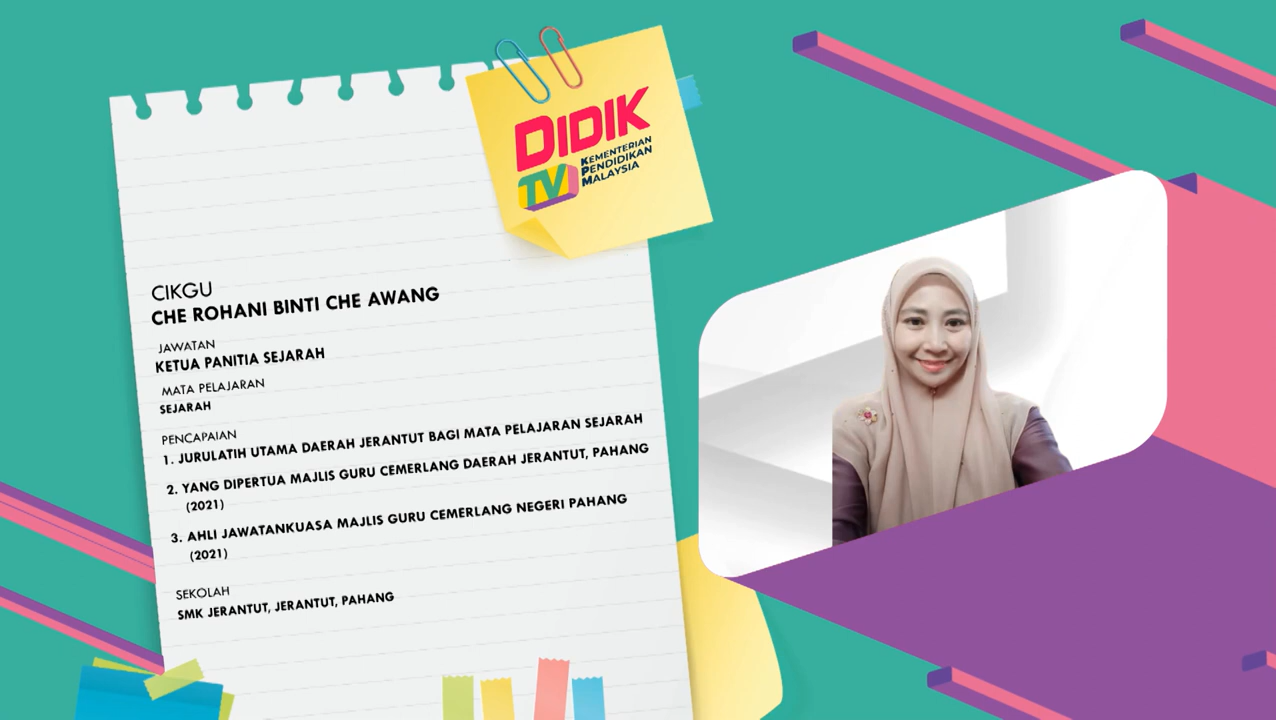 DIDIK
TV KEMENTERIAN
PENDIDIKAN
MALAYSIA
CIKGU
CHE ROHANI BINTI CHE AWANG
JAWATAN
KETUA PANITIA SEJARAH
MATA PELAJARAN
SEJARAH
PENCAPAIAN
1. JURULATIH UTAMA DAERAH JERANTUT BAGI MATA PELAJARAN SEJARAH
2. YANG DIPERTUA MAJLIS GURU CEMERLANG DAERAH JERANTUT, PAHANG
(2021)
3. AHLI JAWATANKUASA MAJLIS GURU CEMERLANG NEGERI PAHANG
(2021)
SEKOLAH
SMK JERANTUT, JERANTUT, PAHANG